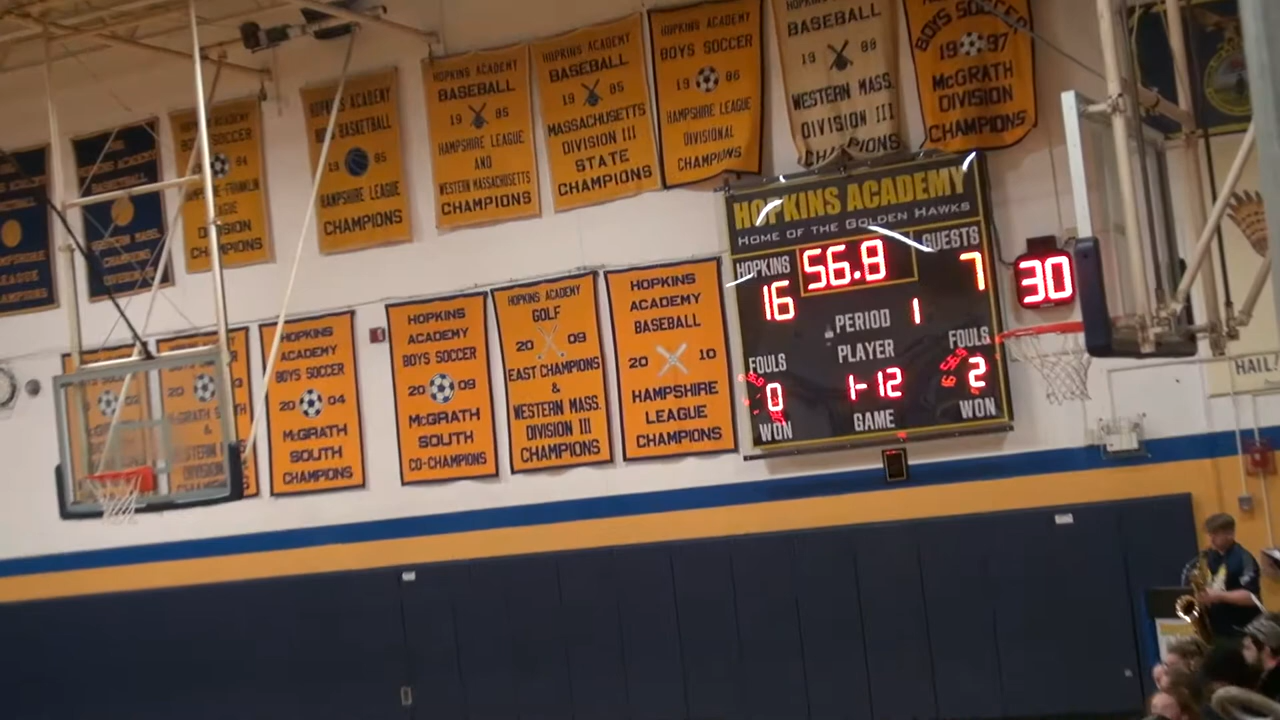 HOPKINS ACADEMY
BASEBALL
19 85
HAMPSHIRE LEAGUE
AND
WESTERN MASSACHUSETTS
CHAMPIONS
HOPKINS ACADEMY
BASEBALL
19 85
MASSACHUSETTS
DIVISION III
STATE
CHAMPIONS
HOPKINS ACADEMY
BOYS SOCCER
19 86
HAMPSHIRE LEAGUE
DIVISIONAL
CHAMPIONS
BASEBALL
19 88
WESTERN MASS.
DIVISION III
CHAMPIONS
BOYS SOCCER
19 97
McGRATH
DIVISION
CHAMPIONS
HOPKINS ACADEMY
BASKETBALL
19 85
HAMPSHIRE LEAGUE
CHAMPIONS
SOCCER
84
DIVISION
CHAMPIONS
HOPKINS
ACADEMY
BOYS SOCCER
20 04
McGRATH
SOUTH
CHAMPIONS
HOPKINS
ACADEMY
BOYS SOCCER
20 09
McGRATH
SOUTH
CO-CHAMPIONS
HOPKINS ACADEMY
GOLF
20 09
EAST CHAMPIONS
&
WESTERN MASS.
DIVISION III
CHAMPIONS
HOPKINS
ACADEMY
BASEBALL
20 10
HAMPSHIRE
LEAGUE
CHAMPIONS
HOPKINS ACADEMY
HOME OF THE GOLDEN HAWKS
HOPKINS 56.8 GUESTS
16 7
PERIOD 1
FOULS PLAYER FOULS
0 1-12 2
WON GAME WON
30
HAIL!